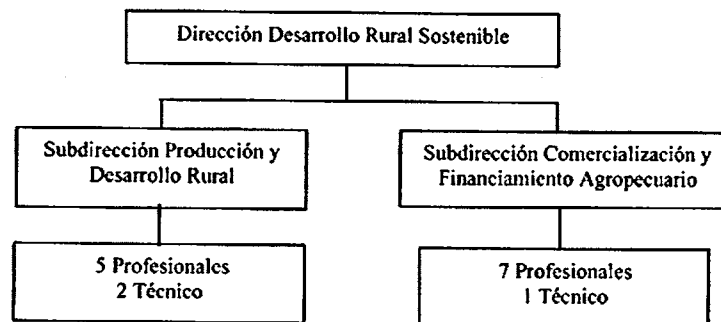 Dirección Desarrollo Rural Sostenible
Subdirección Producción y
Desarrollo Rural
Subdirección Comercialización y
Financiamiento Agropecuario
5 Profesionales
2 Técnico
7 Profesionales
1 Técnico